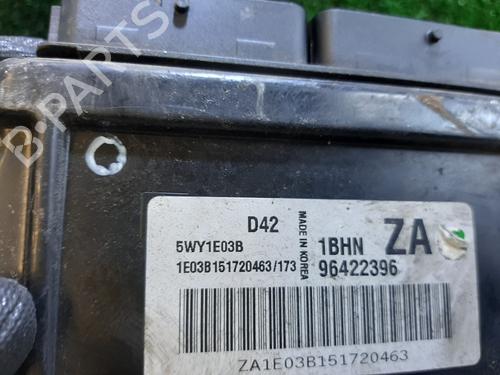 B-PARTS
D42
5WY1E03B
1E03B151720463/173
MADE IN KOREA
1BHN ZA
96422396
ZA1E03B151720463